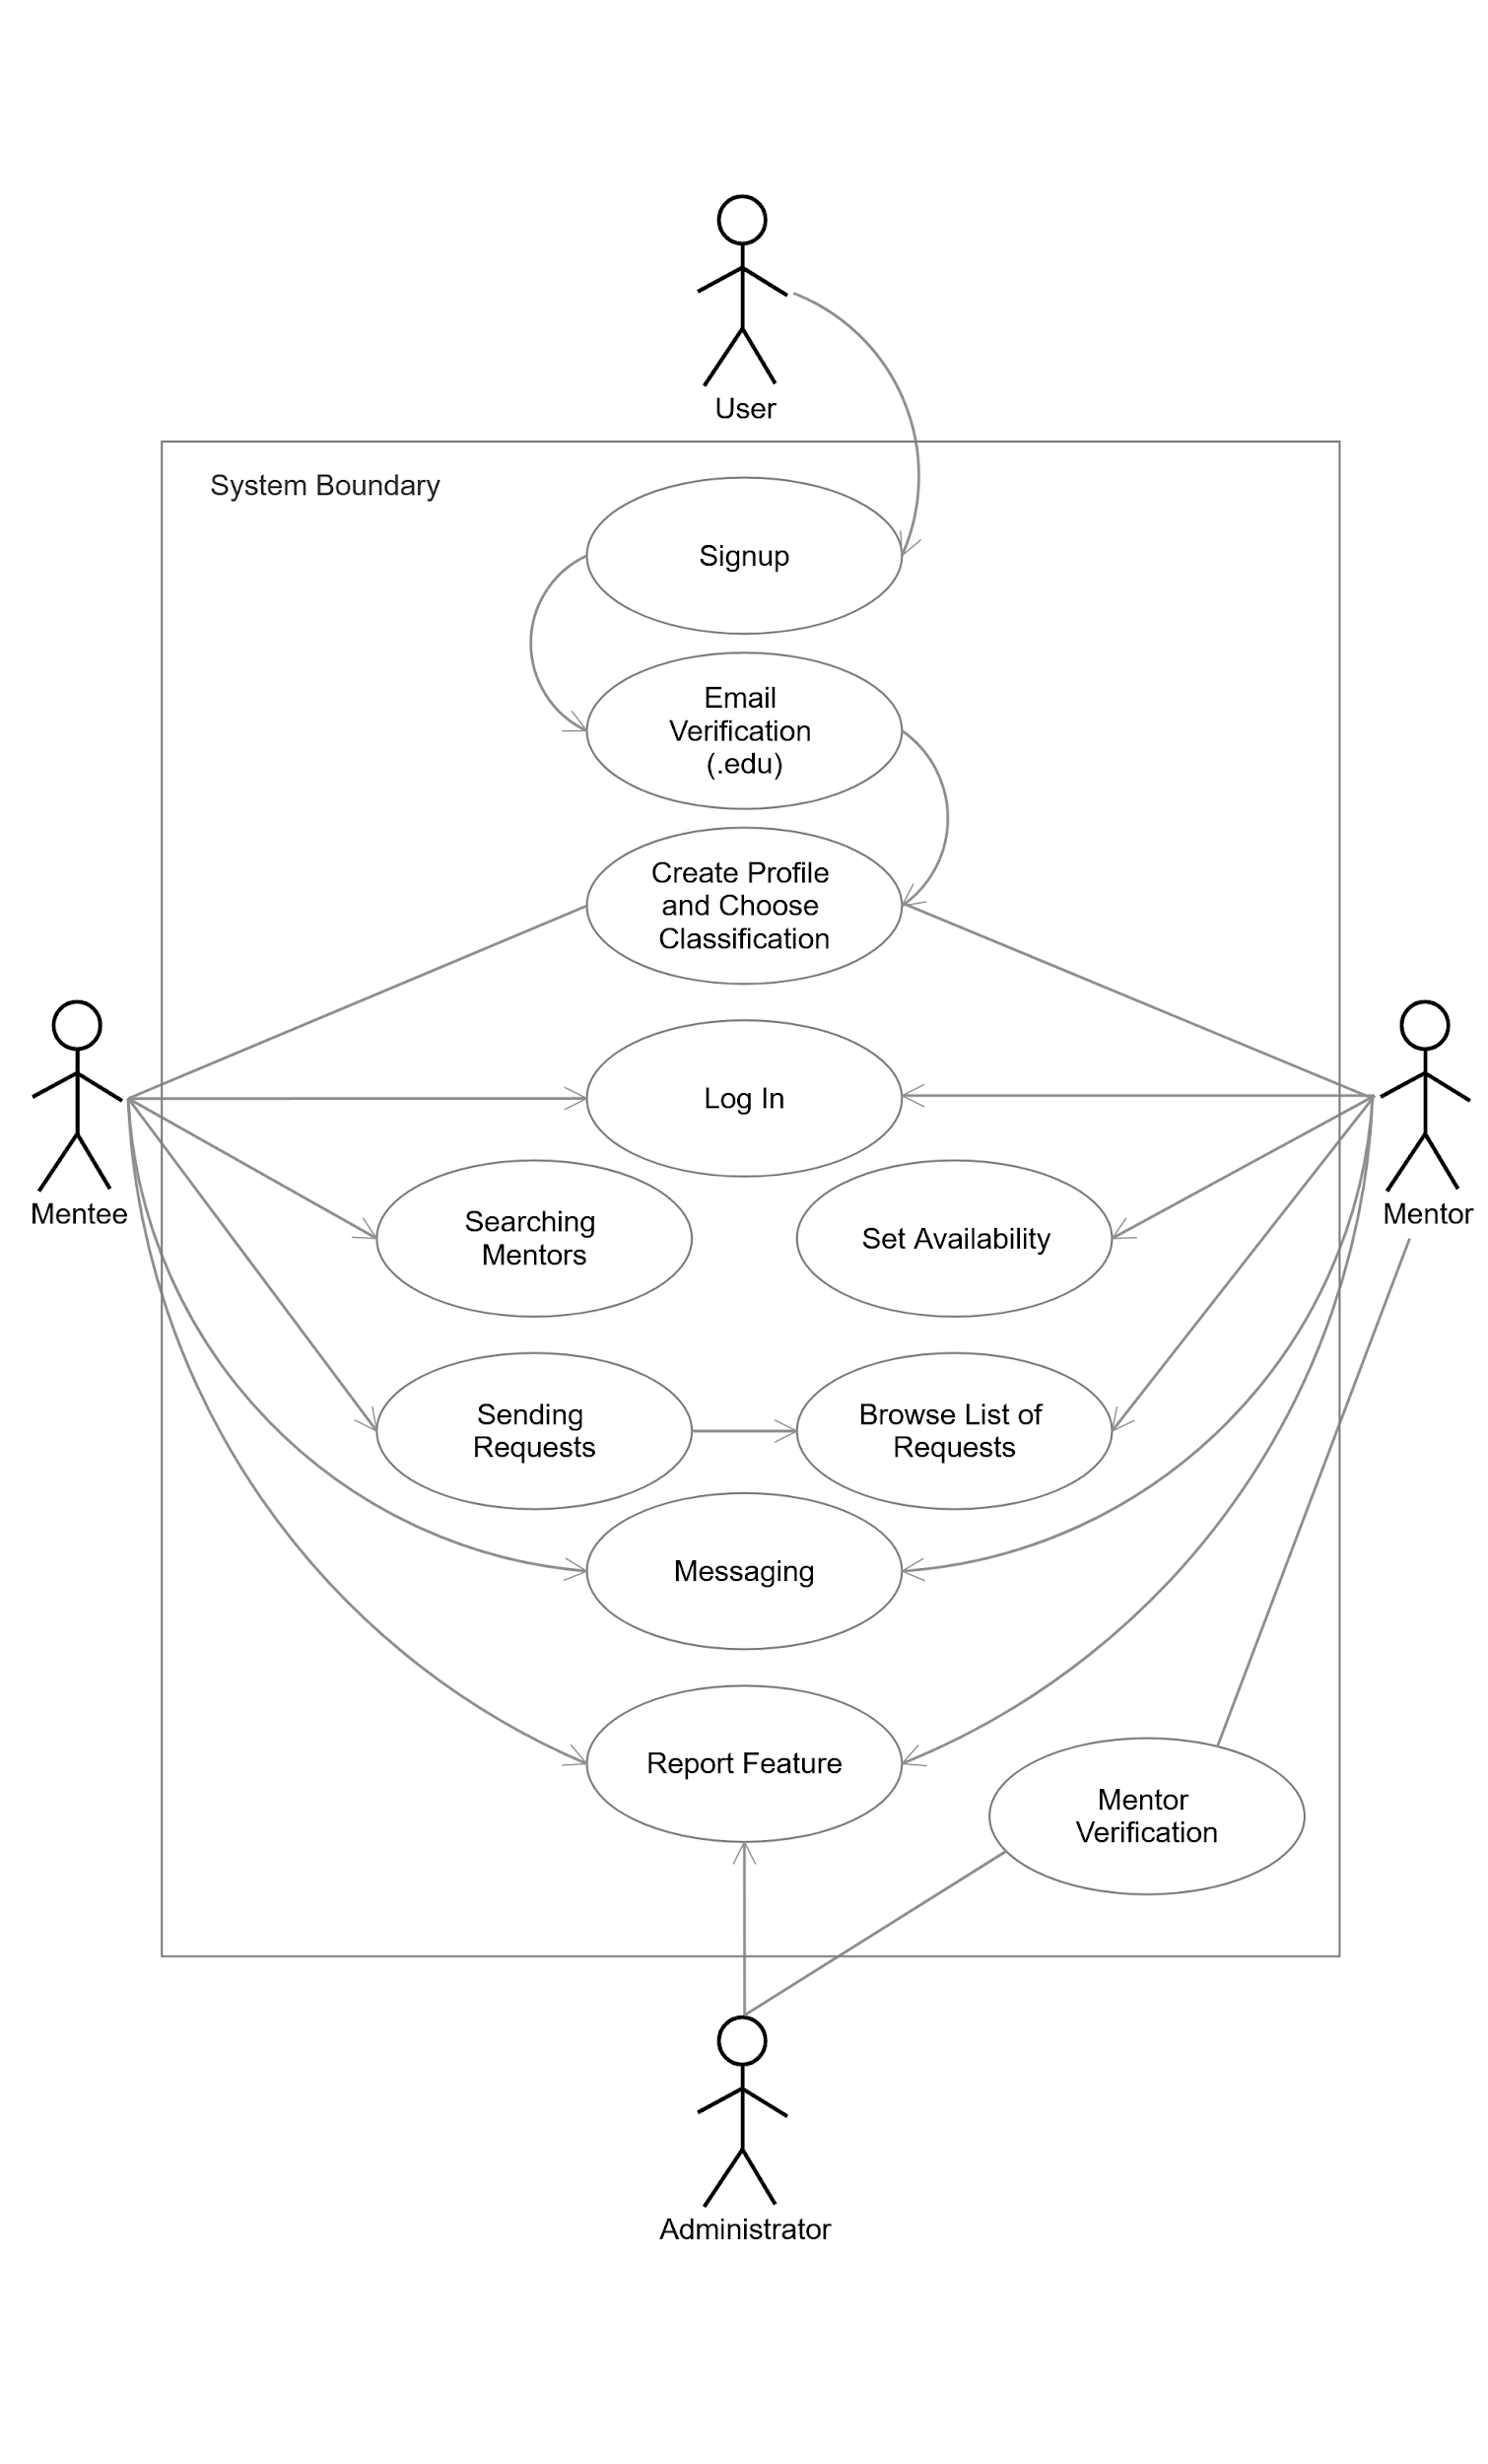 User
System Boundary
Signup
Email
Verification
(.edu)
Create Profile
and Choose
Classification
Log In
Mentee
Mentor
Searching
Mentors
Set Availability
Sending
Requests
Browse List of
Requests
Messaging
Report Feature
Mentor
Verification
Administrator